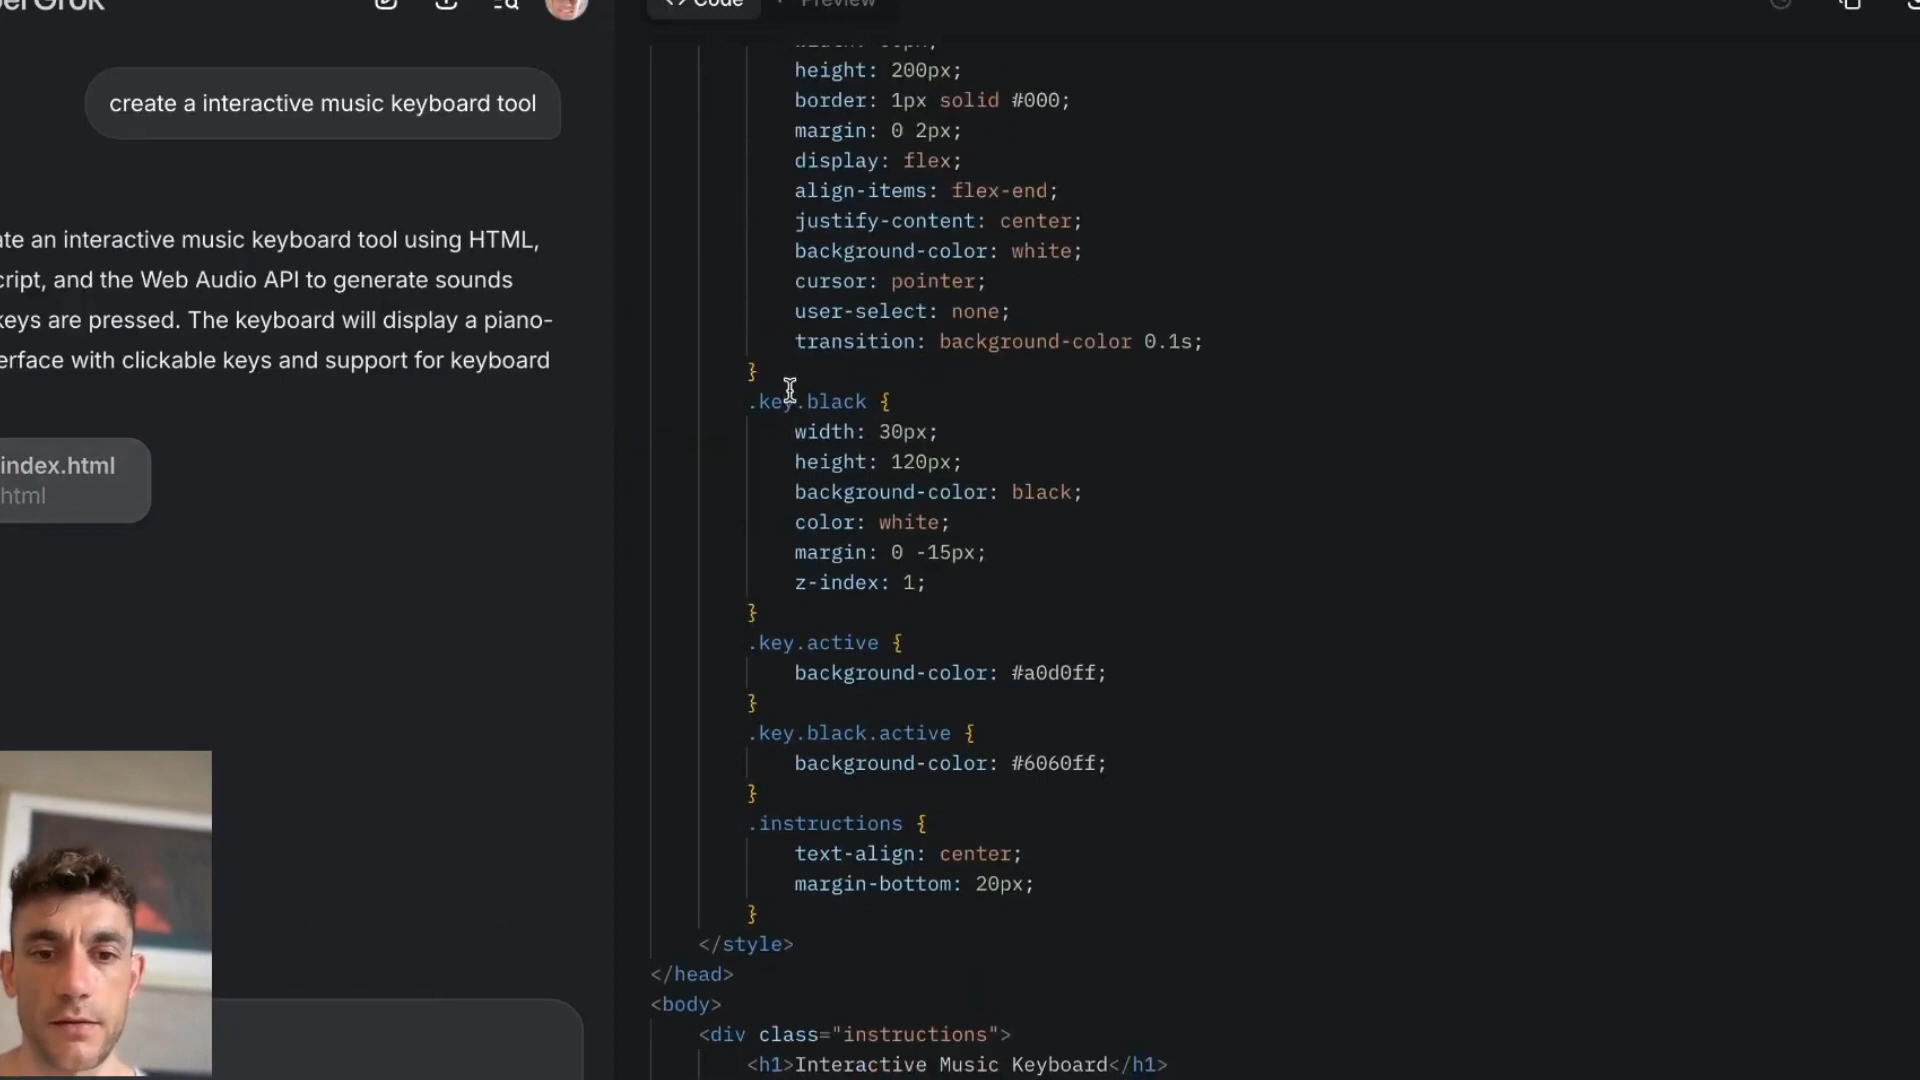 Code
Preview
create a interactive music keyboard tool
an interactive music keyboard tool using HTML,
and the Web Audio API to generate sounds
keys are pressed. The keyboard will display a piano-
with clickable keys and support for keyboard
index.html
html
height: 200px;
border: 1px solid #000;
margin: 0 2px;
display: flex;
align-items: flex-end;
justify-content: center;
background-color: white;
cursor: pointer;
user-select: none;
transition: background-color 0.1s;
}
.key.black {
width: 30px;
height: 120px;
background-color: black;
color: white;
margin: 0 -15px;
z-index: 1;
}
.key.active {
background-color: #a0d0ff;
}
.key.black.active {
background-color: #6060ff;
}
.instructions {
text-align: center;
margin-bottom: 20px;
}
</style>
</head>
<body>
<div class="instructions">
<h1>Interactive Music Keyboard</h1>